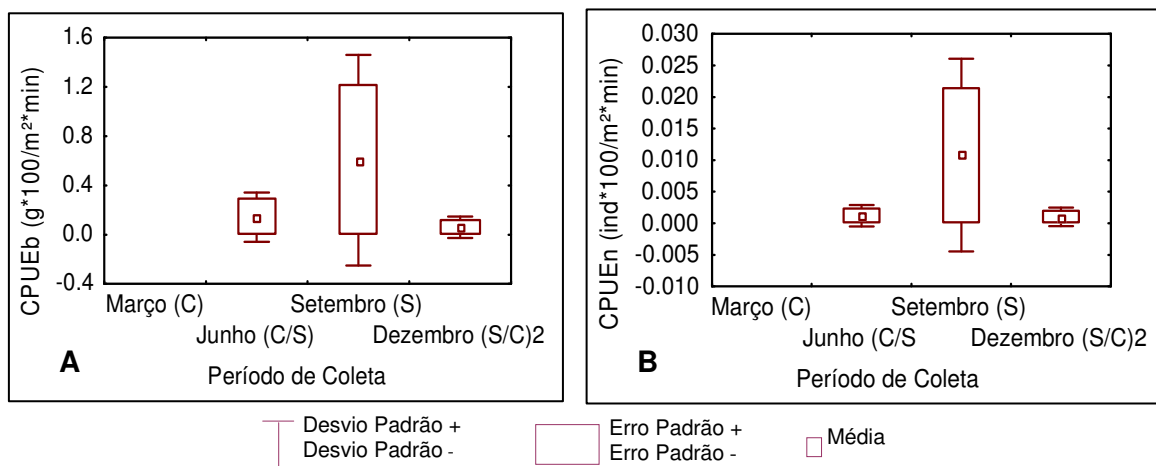 CPUEb (g*100/m²*min)
1.6
1.2
0.8
0.4
0.0
-0.4
Março (C)
Setembro (S)
Junho (C/S)
Dezembro (S/C)2
A
Período de Coleta
CPUEn (ind*100/m²*min)
0.030
0.025
0.020
0.015
0.010
0.005
0.000
-0.005
-0.010
Março (C)
Setembro (S)
Junho (C/S
Dezembro (S/C)2
B
Período de Coleta
Desvio Padrão +
Desvio Padrão -
Erro Padrão +
Erro Padrão -
Média